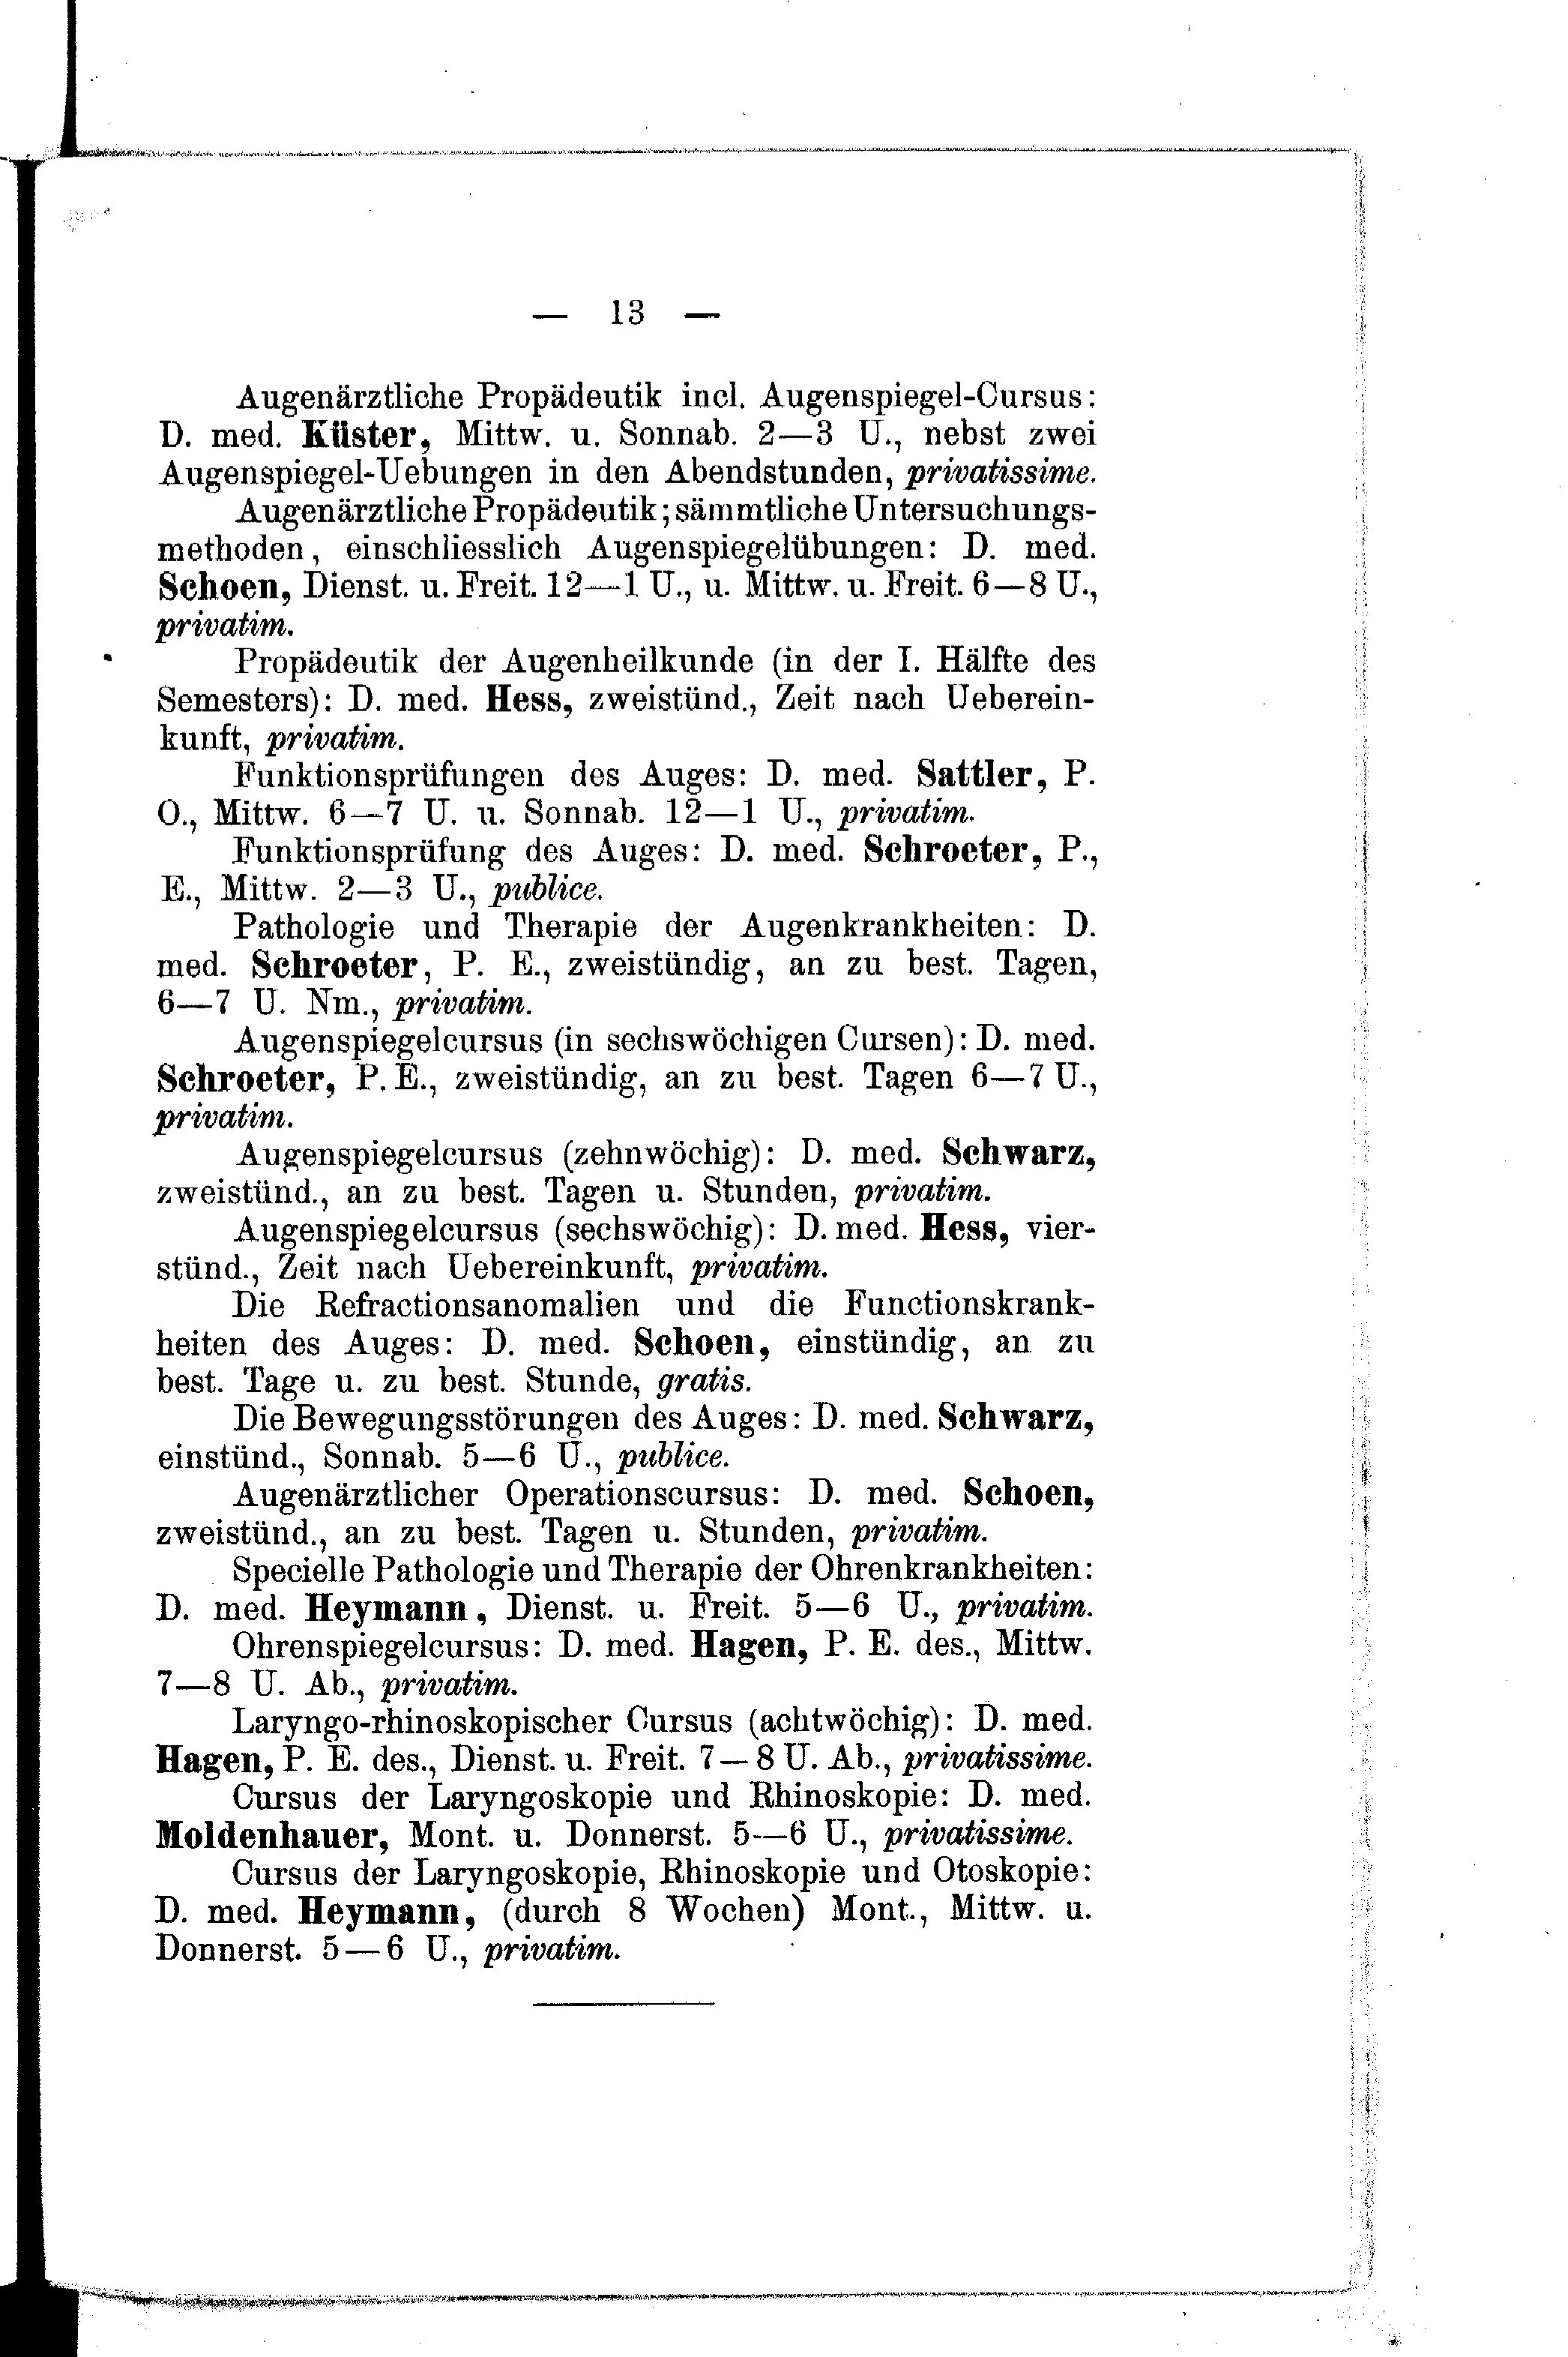 — 13 —
Augenärztliche Propädeutik incl. Augenspiegel-Cursus:
D. med. Küster, Mittw. u. Sonnab. 2—3 U., nebst zwei
Augenspiegel-Uebungen in den Abendstunden, privatissime.
Augenärztliche Propädeutik; sämmtliche Untersuchungs-
methoden, einschliesslich Augenspiegelübungen: D. med.
Schoen, Dienst. u. Freit. 12—1 U., u. Mittw. u. Freit. 6—8 U.,
privatim.
Propädeutik der Augenheilkunde (in der I. Hälfte des
Semesters): D. med. Hess, zweistünd., Zeit nach Ueberein-
kunft, privatim.
Funktionsprüfungen des Auges: D. med. Sattler, P.
O., Mittw. 6—7 U. u. Sonnab. 12—1 U., privatim.
Funktionsprüfung des Auges: D. med. Schroeter, P.,
E., Mittw. 2—3 U., publice.
Pathologie und Therapie der Augenkrankheiten: D.
med. Schroeter, P. E., zweistündig, an zu best. Tagen,
6—7 U. Nm., privatim.
Augenspiegelcursus (in sechswöchigen Cursen): D. med.
Schroeter, P. E., zweistündig, an zu best. Tagen 6—7 U.,
privatim.
Augenspiegelcursus (zehnwöchig): D. med. Schwarz,
zweistünd., an zu best. Tagen u. Stunden, privatim.
Augenspiegelcursus (sechswöchig): D. med. Hess, vier-
stünd., Zeit nach Uebereinkunft, privatim.
Die Refractionsanomalien und die Functionskrank-
heiten des Auges: D. med. Schoen, einstündig, an zu
best. Tage u. zu best. Stunde, gratis.
Die Bewegungsstörungen des Auges: D. med. Schwarz,
einstünd., Sonnab. 5—6 U., publice.
Augenärztlicher Operationscursus: D. med. Schoen,
zweistünd., an zu best. Tagen u. Stunden, privatim.
Specielle Pathologie und Therapie der Ohrenkrankheiten:
D. med. Heymann, Dienst. u. Freit. 5—6 U., privatim.
Ohrenspiegelcursus: D. med. Hagen, P. E. des., Mittw.
7—8 U. Ab., privatim.
Laryngo-rhinoskopischer Cursus (achtwöchig): D. med.
Hagen, P. E. des., Dienst. u. Freit. 7—8 U. Ab., privatissime.
Cursus der Laryngoskopie und Rhinoskopie: D. med.
Moldenhauer, Mont. u. Donnerst. 5—6 U., privatissime.
Cursus der Laryngoskopie, Rhinoskopie und Otoskopie:
D. med. Heymann, (durch 8 Wochen) Mont., Mittw. u.
Donnerst. 5—6 U., privatim.